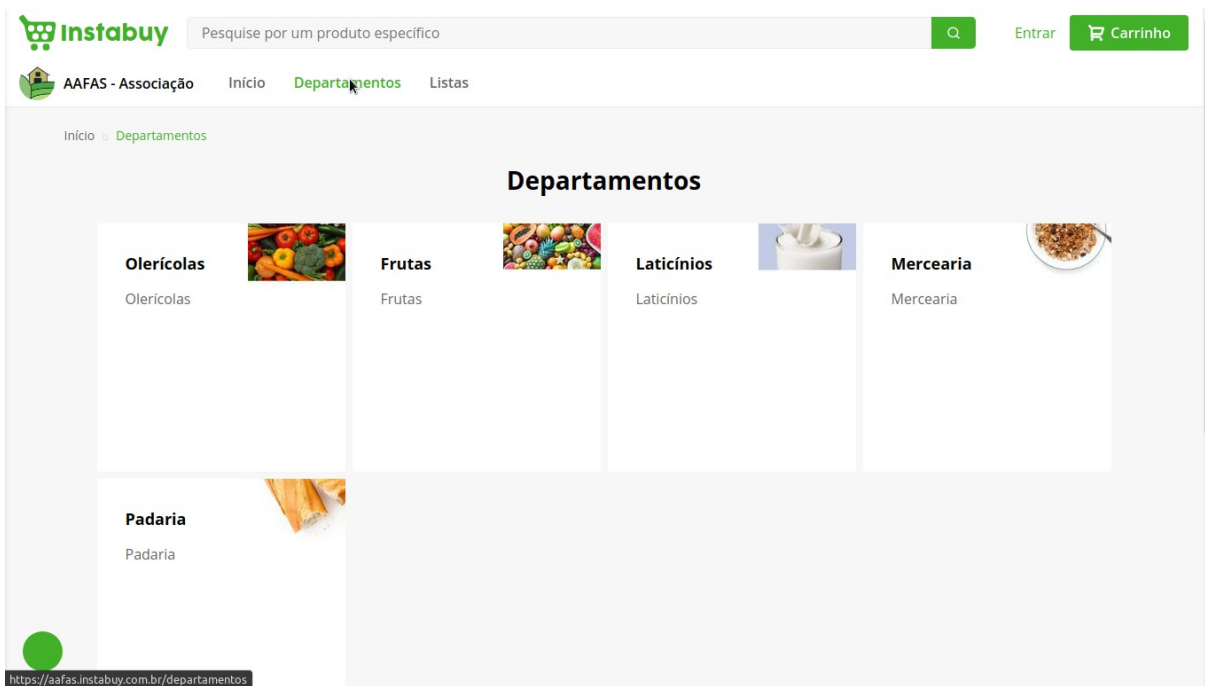 Instabuy Pesquise por um produto específico Entrar Carrinho
AAFAS - Associação Início Departamentos Listas
Início Departamentos
Departamentos
Olerícolas Frutas Laticínios Mercearia
Olerícolas Frutas Laticínios Mercearia
Padaria
Padaria
https://aafas.instabuy.com.br/departamentos